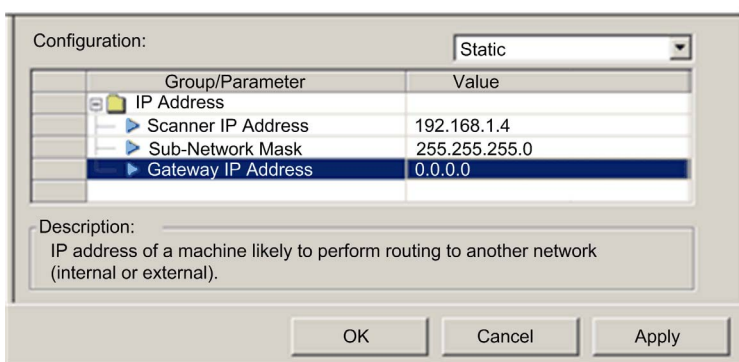 Configuration: Static
Group/Parameter Value
IP Address
Scanner IP Address 192.168.1.4
Sub-Network Mask 255.255.255.0
Gateway IP Address 0.0.0.0
Description:
IP address of a machine likely to perform routing to another network
(internal or external).
OK Cancel Apply